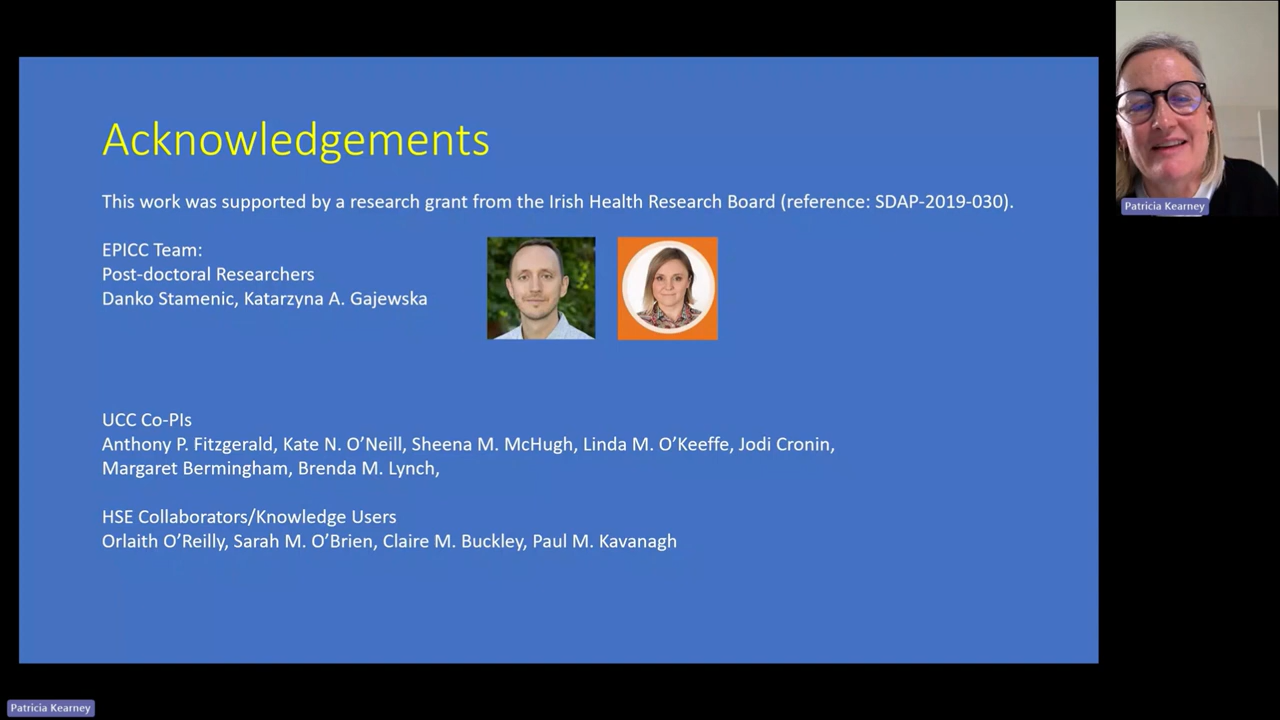 Acknowledgements
This work was supported by a research grant from the Irish Health Research Board (reference: SDAP-2019-030).
EPICC Team:
Post-doctoral Researchers
Danko Stamenic, Katarzyna A. Gajewska
UCC Co-PIs
Anthony P. Fitzgerald, Kate N. O’Neill, Sheena M. McHugh, Linda M. O’Keeffe, Jodi Cronin,
Margaret Bermingham, Brenda M. Lynch,
HSE Collaborators/Knowledge Users
Orlaith O’Reilly, Sarah M. O’Brien, Claire M. Buckley, Paul M. Kavanagh
Patricia Kearney
Patricia Kearney